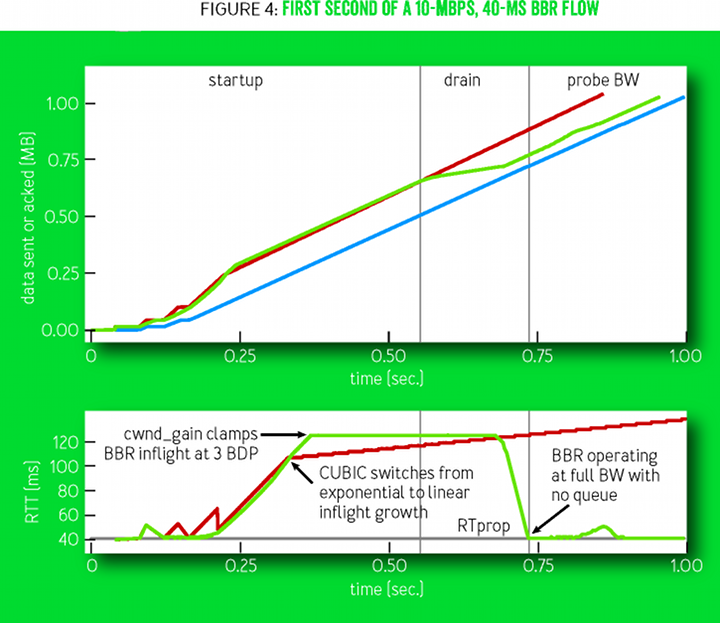 FIGURE 4: FIRST SECOND OF A 10-MBPS, 40-MS BBR FLOW
startup
drain
probe BW
data sent or acked (MB)
1.00
0.75
0.50
0.25
0.00
0
0.25
0.50
0.75
1.00
time (sec.)
RTT (ms)
120
100
80
60
40
cwnd_gain clamps
BBR inflight at 3 BDP
CUBIC switches from
exponential to linear
inflight growth
BBR operating
at full BW with
no queue
RTprop
0
0.25
0.50
0.75
1.00
time (sec.)